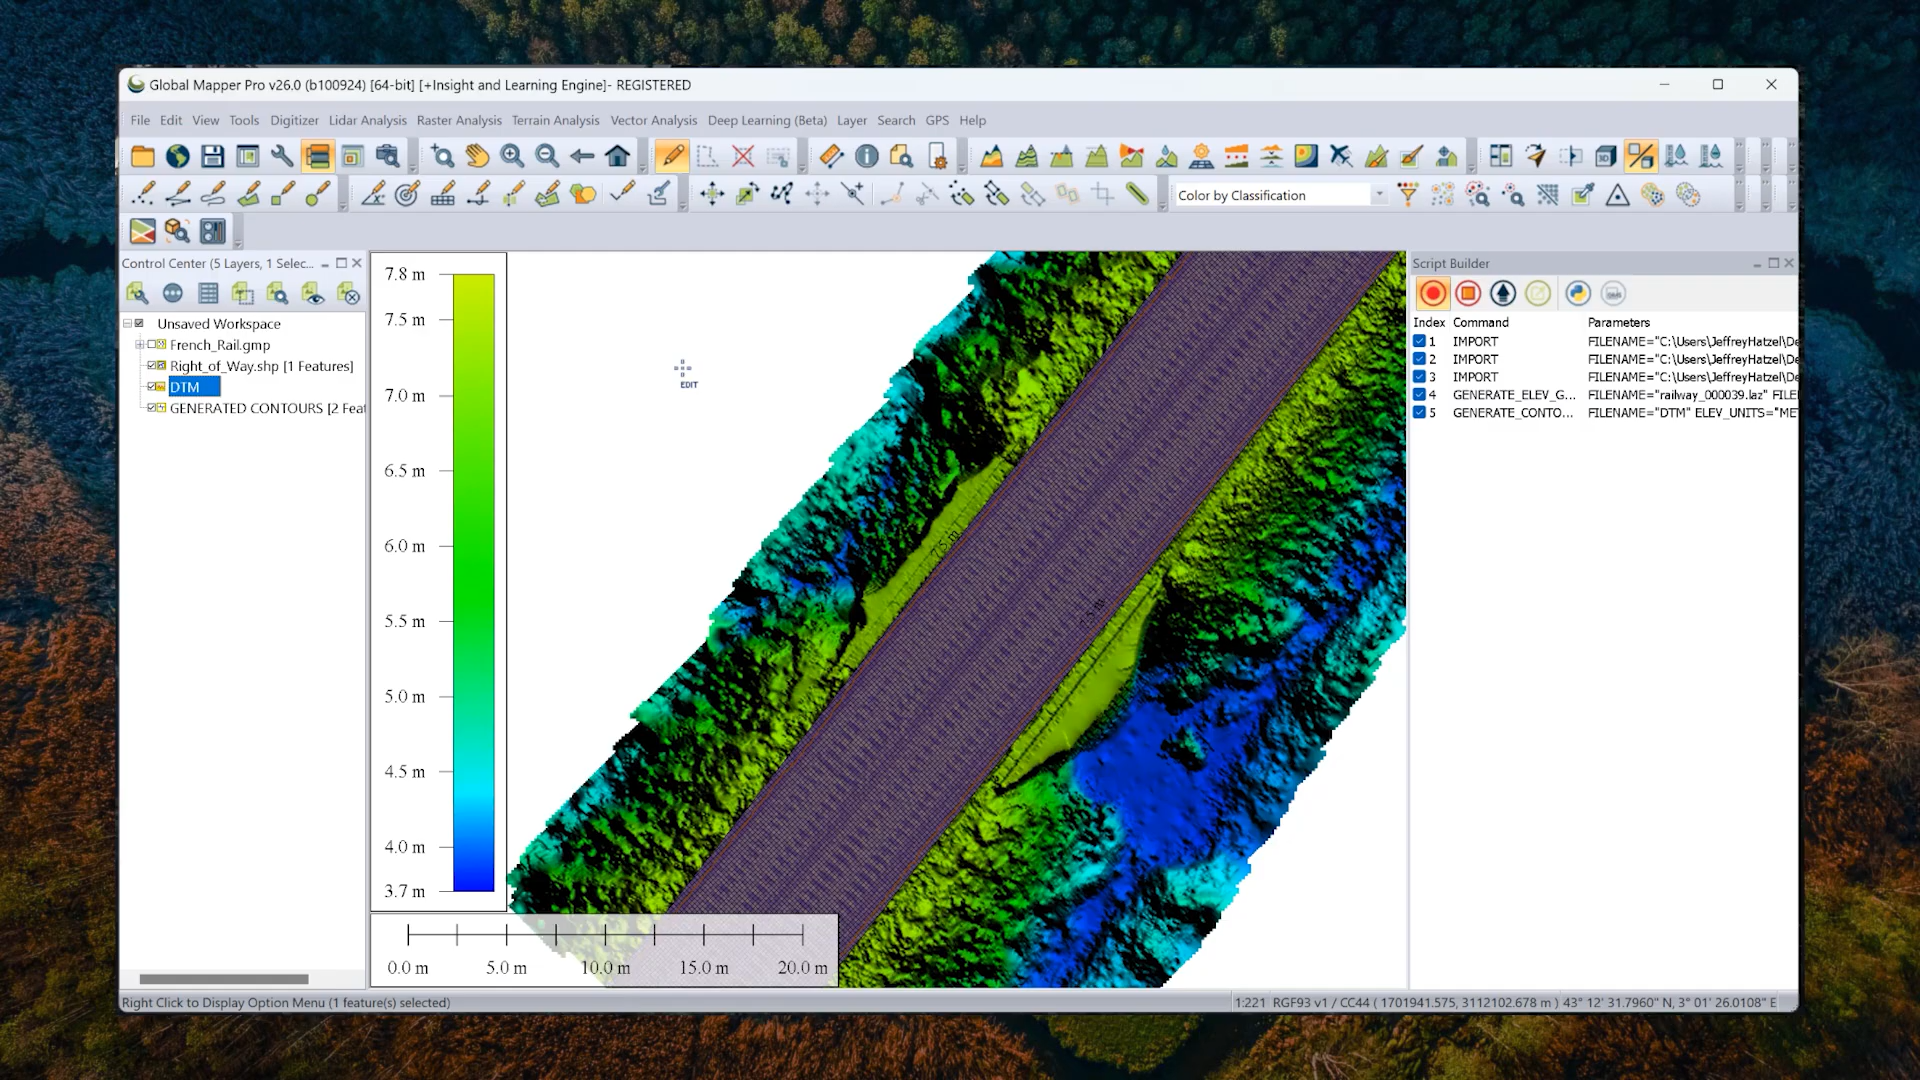 Global Mapper Pro v26.0 (b100924) [64-bit] [+Insight and Learning Engine]- REGISTERED
File Edit View Tools Digitizer Lidar Analysis Raster Analysis Terrain Analysis Vector Analysis Deep Learning (Beta) Layer Search GPS Help
Color by Classification
Control Center (5 Layers, 1 Selec...
Unsaved Workspace
French_Rail.gmp
Right_of_Way.shp [1 Features]
DTM
GENERATED CONTOURS [2 Feat
7.8 m
7.5 m
7.0 m
6.5 m
6.0 m
5.5 m
5.0 m
4.5 m
4.0 m
3.7 m
EDIT
7.5 m
0.0 m 5.0 m 10.0 m 15.0 m 20.0 m
Script Builder
Index Command Parameters
1 IMPORT FILENAME="C:\Users\JeffreyHatzel\De
2 IMPORT FILENAME="C:\Users\JeffreyHatzel\De
3 IMPORT FILENAME="C:\Users\JeffreyHatzel\De
4 GENERATE_ELEV_G... FILENAME="railway_000039.laz" FILE
5 GENERATE_CONTO... FILENAME="DTM" ELEV_UNITS="ME
Right Click to Display Option Menu (1 feature(s) selected)
1:221 RGF93 v1 / CC44 ( 1701941.575, 3112102.678 m ) 43° 12' 31.7960" N, 3° 01' 26.0108" E